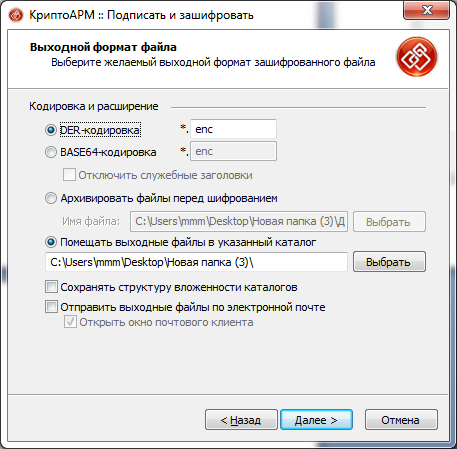 КриптоАРМ :: Подписать и зашифровать
Выходной формат файла
Выберите желаемый выходной формат зашифрованного файла
Кодировка и расширение
DER-кодировка *. enc
BASE64-кодировка *. enc
Отключить служебные заголовки
Архивировать файлы перед шифрованием
Имя файла: C:\Users\mmm\Desktop\Новая папка (3)\Д Выбрать
Помещать выходные файлы в указанный каталог
C:\Users\mmm\Desktop\Новая папка (3)\ Выбрать
Сохранять структуру вложенности каталогов
Отправить выходные файлы по электронной почте
Открыть окно почтового клиента
< Назад Далее > Отмена